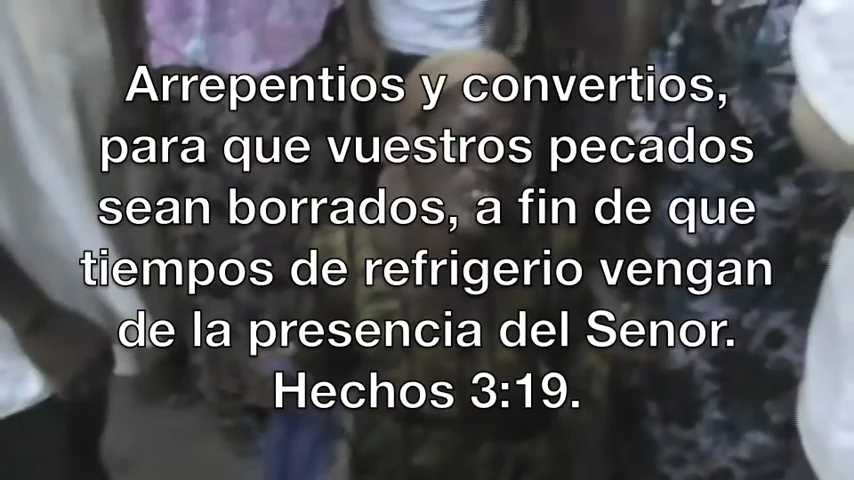 Arrepentios y convertios,
para que vuestros pecados
sean borrados, a fin de que
tiempos de refrigerio vengan
de la presencia del Senor.
Hechos 3:19.